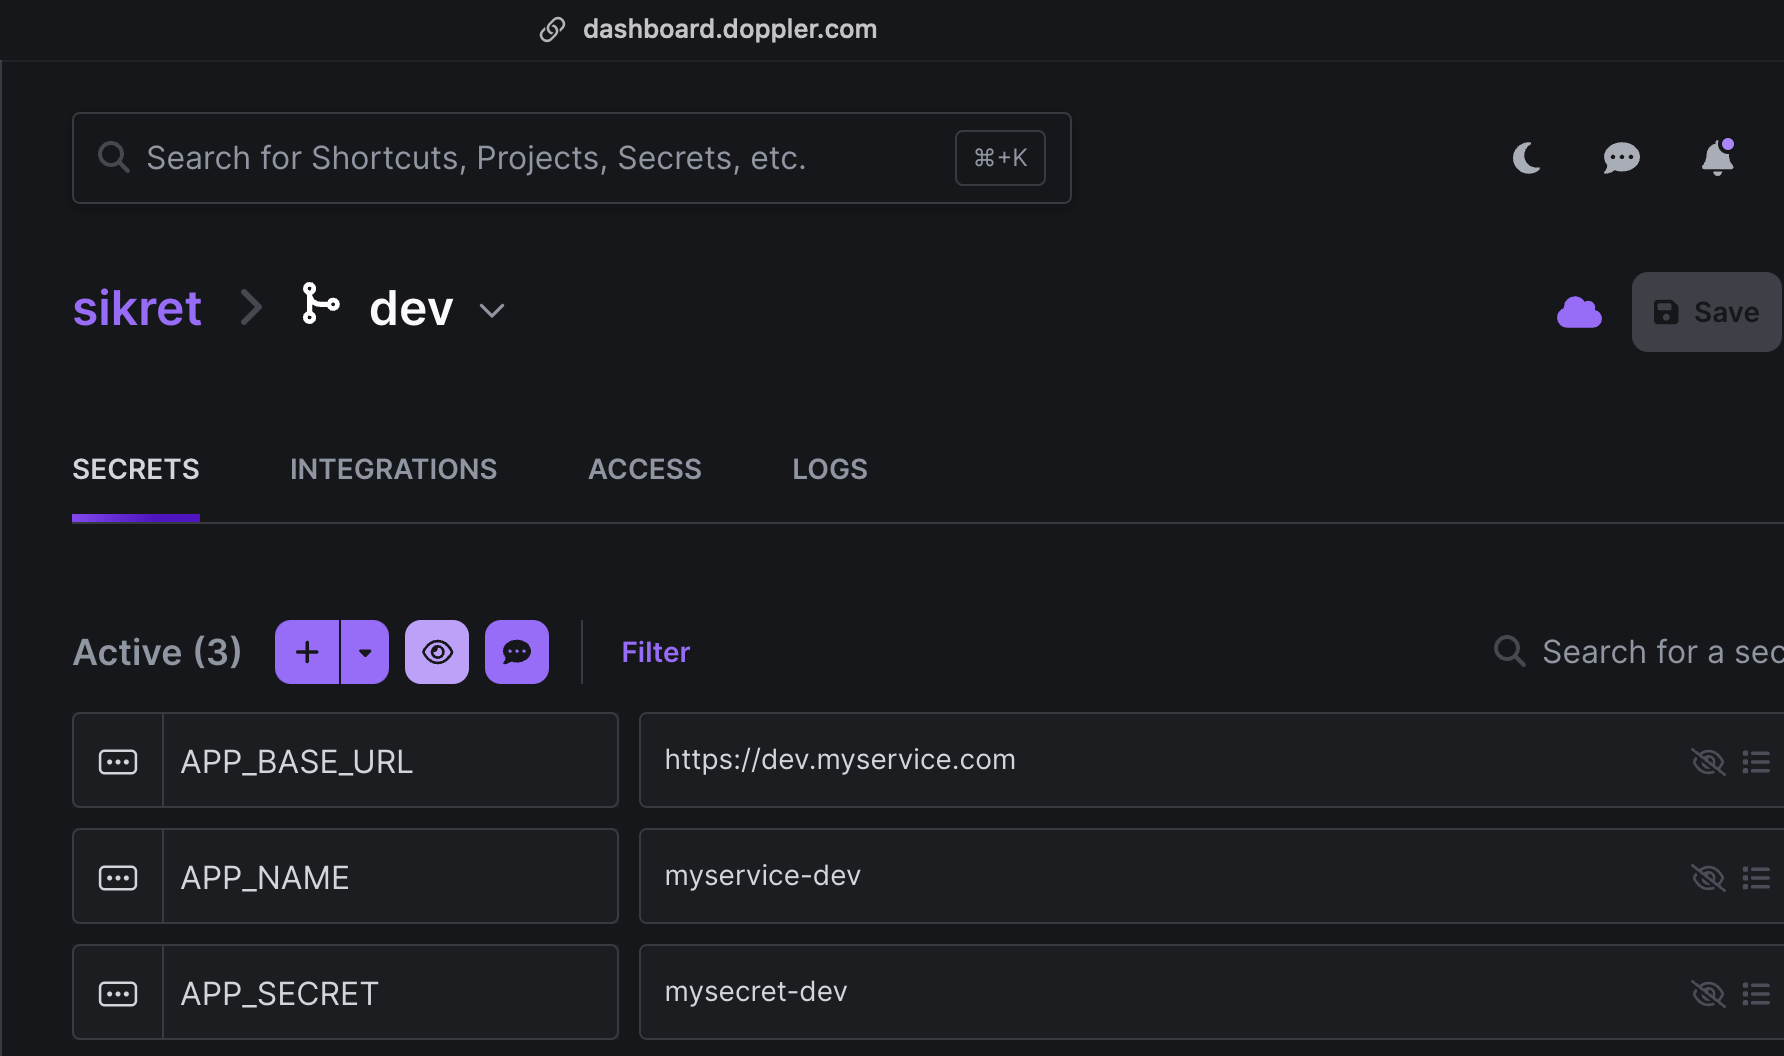 dashboard.doppler.com
Search for Shortcuts, Projects, Secrets, etc. ⌘+K
sikret dev Save
SECRETS INTEGRATIONS ACCESS LOGS
Active (3) Filter Search for a sec
APP_BASE_URL https://dev.myservice.com
APP_NAME myservice-dev
APP_SECRET mysecret-dev